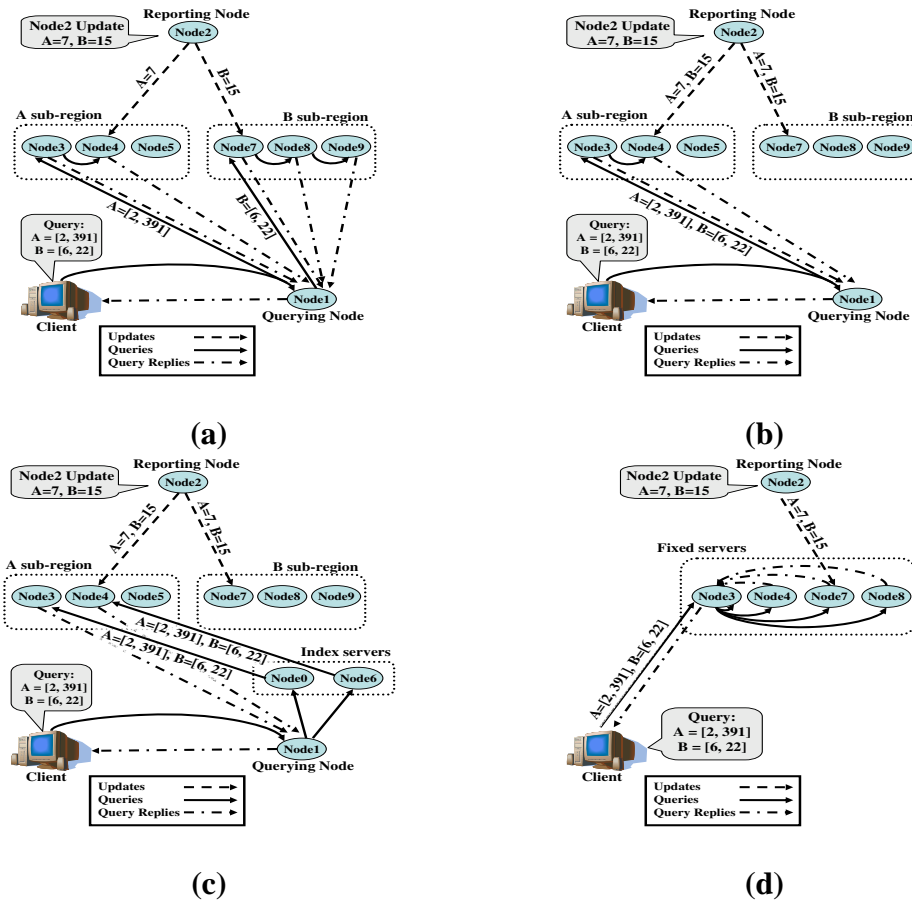 Reporting Node
Node2 Update
A=7, B=15
Node2
A=7
B=15
A sub-region
B sub-region
Node3
Node4
Node5
Node7
Node8
Node9
A=[2, 391]
B=[6, 22]
Query:
A = [2, 391]
B = [6, 22]
Client
Node1
Querying Node
Updates
Queries
Query Replies
(a)
Reporting Node
Node2 Update
A=7, B=15
Node2
A=7, B=15
A=7, B=15
A sub-region
B sub-region
Node3
Node4
Node5
Node7
Node8
Node9
A=[2, 391], B=[6, 22]
Query:
A = [2, 391]
B = [6, 22]
Client
Node1
Querying Node
Updates
Queries
Query Replies
(b)
Reporting Node
Node2 Update
A=7, B=15
Node2
A=7, B=15
A=7, B=15
A sub-region
B sub-region
Node3
Node4
Node5
Node7
Node8
Node9
A=[2, 391], B=[6, 22]
A=[2, 391], B=[6, 22]
Index servers
Node0
Node6
Query:
A = [2, 391]
B = [6, 22]
Client
Node1
Querying Node
Updates
Queries
Query Replies
(c)
Reporting Node
Node2 Update
A=7, B=15
Node2
A=7, B=15
Fixed servers
Node3
Node4
Node7
Node8
A=[2, 391], B=[6, 22]
Query:
A = [2, 391]
B = [6, 22]
Client
Updates
Queries
Query Replies
(d)